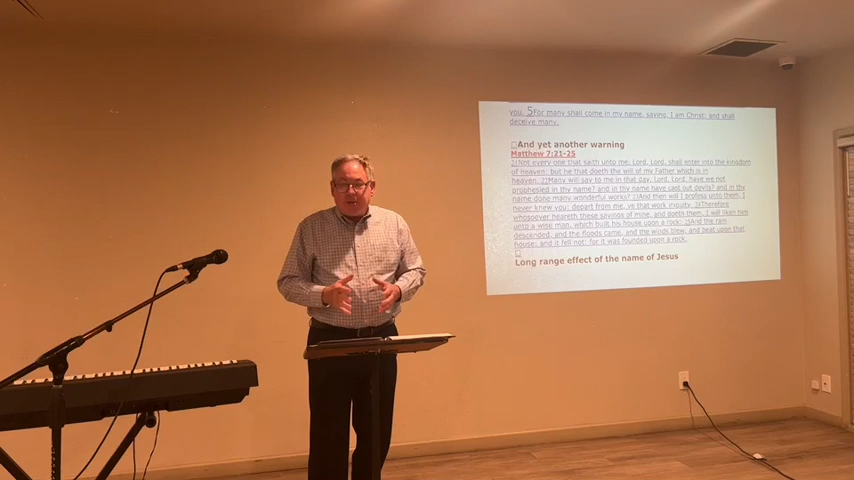 you. 5For many shall come in my name, saying, I am Christ; and shall
deceive many.
And yet another warning
Matthew 7:21-25
21Not every one that saith unto me, Lord, Lord, shall enter into the kingdom
of heaven; but he that doeth the will of my Father which is in
heaven. 22Many will say to me in that day, Lord, Lord, have we not
prophesied in thy name? and in thy name have cast out devils? and in thy
name done many wonderful works? 23And then will I profess unto them, I
never knew you: depart from me, ye that work iniquity. 24Therefore
whosoever heareth these sayings of mine, and doeth them, I will liken him
unto a wise man, which built his house upon a rock: 25And the rain
descended, and the floods came, and the winds blew, and beat upon that
house; and it fell not: for it was founded upon a rock.
Long range effect of the name of Jesus